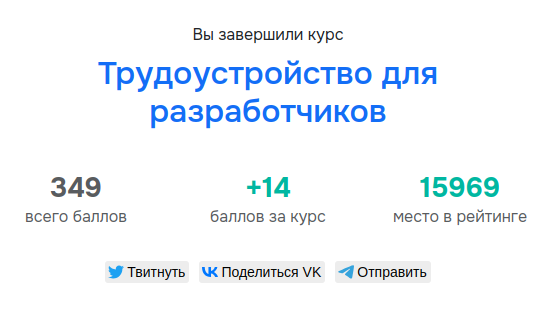 Вы завершили курс
Трудоустройство для
разработчиков
349 +14 15969
всего баллов баллов за курс место в рейтинге
Твитнуть Поделиться VK Отправить